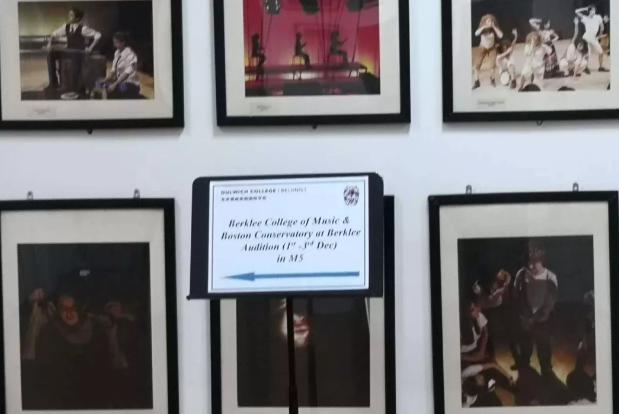 DULWICH COLLEGE | BEIJING |
Berklee College of Music &
Boston Conservatory at Berklee
Audition (1st -3rd Dec)
in M5